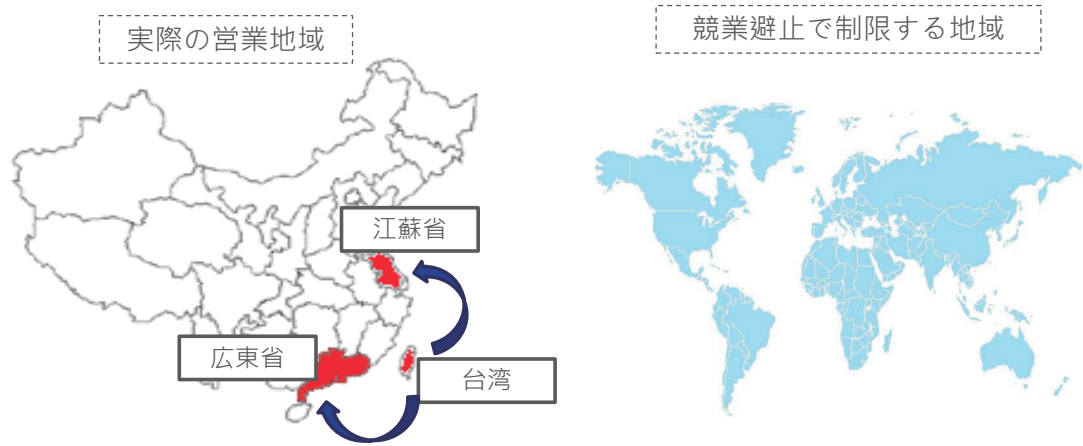 実際の営業地域
競業避止で制限する地域
江蘇省
広東省
台湾